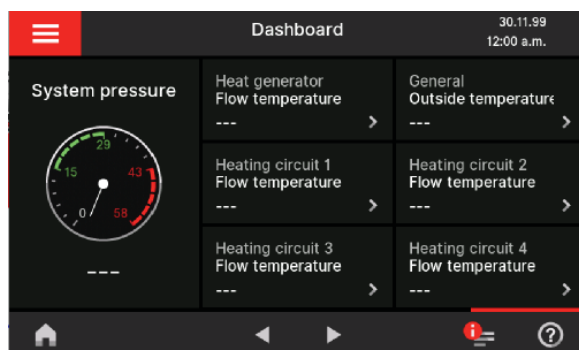 Dashboard
30.11.99
12:00 a.m.
System pressure
29
15
43
0
58
---
Heat generator
Flow temperature
---
General
Outside temperature
---
Heating circuit 1
Flow temperature
---
Heating circuit 2
Flow temperature
---
Heating circuit 3
Flow temperature
---
Heating circuit 4
Flow temperature
---